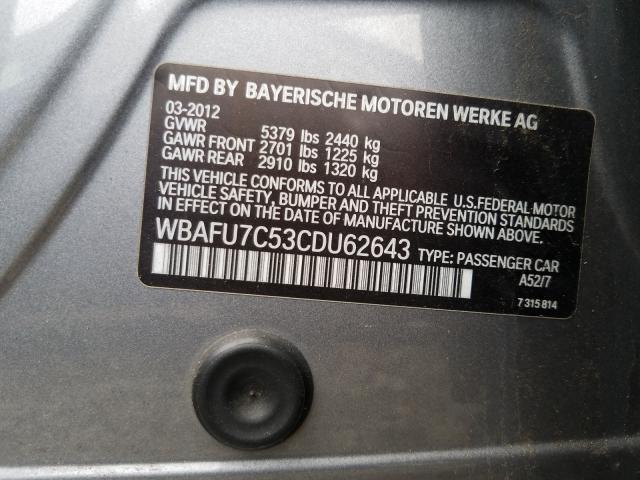 MFD BY BAYERISCHE MOTOREN WERKE AG
03-2012
GVWR 5379 lbs 2440 kg
GAWR FRONT 2701 lbs 1225 kg
GAWR REAR 2910 lbs 1320 kg
THIS VEHICLE CONFORMS TO ALL APPLICABLE U.S.FEDERAL MOTOR
VEHICLE SAFETY, BUMPER AND THEFT PREVENTION STANDARDS
IN EFFECT ON THE DATE OF MANUFACTURE SHOWN ABOVE.
WBAFU7C53CDU62643 TYPE: PASSENGER CAR
A52/7
7 315 814